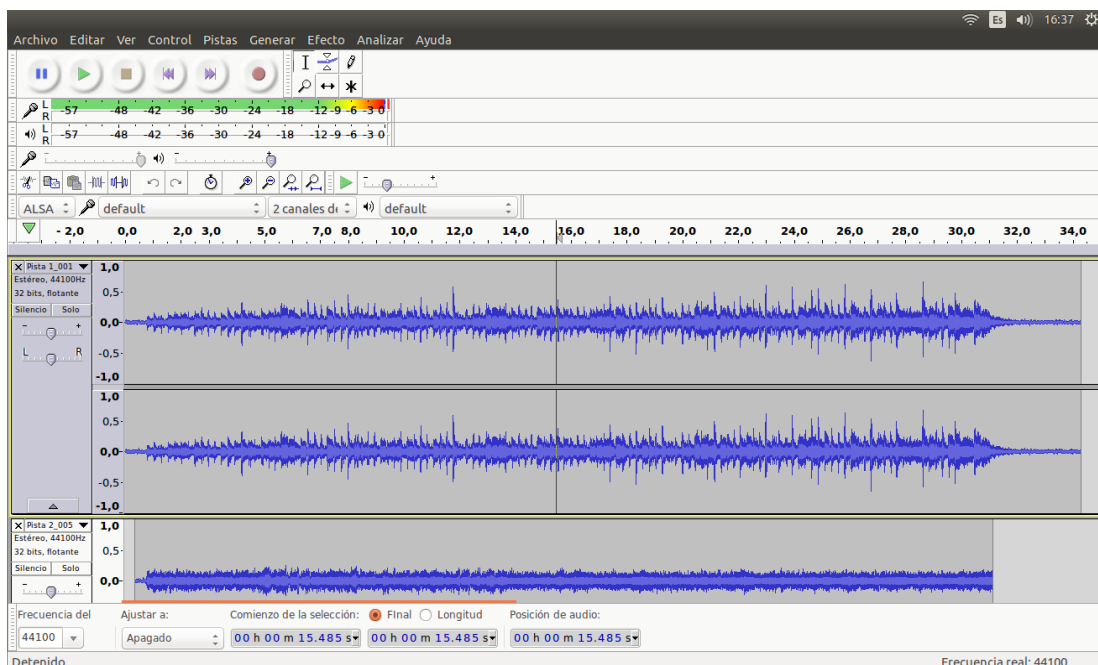 Es 16:37
Archivo Editar Ver Control Pistas Generar Efecto Analizar Ayuda
L
R
-57 -48 -42 -36 -30 -24 -18 -12 -9 -6 -3 0
L
R
-57 -48 -42 -36 -30 -24 -18 -12 -9 -6 -3 0
- +
- +
- +
ALSA default 2 canales de default
- 2,0 0,0 2,0 3,0 5,0 7,0 8,0 10,0 12,0 14,0 16,0 18,0 20,0 22,0 24,0 26,0 28,0 30,0 32,0 34,0
X Pista 1_001 1,0
Estéreo, 44100Hz
32 bits, flotante
0,5
Silencio Solo
- + 0,0
L R -0,5
-1,0
1,0
0,5
0,0
-0,5
-1,0
X Pista 2_005 1,0
Estéreo, 44100Hz
32 bits, flotante 0,5
Silencio Solo
- + 0,0
Frecuencia del Ajustar a: Comienzo de la selección: FInal Longitud Posición de audio:
44100 Apagado 00 h 00 m 15.485 s 00 h 00 m 15.485 s 00 h 00 m 15.485 s
Detenido Frecuencia real: 44100